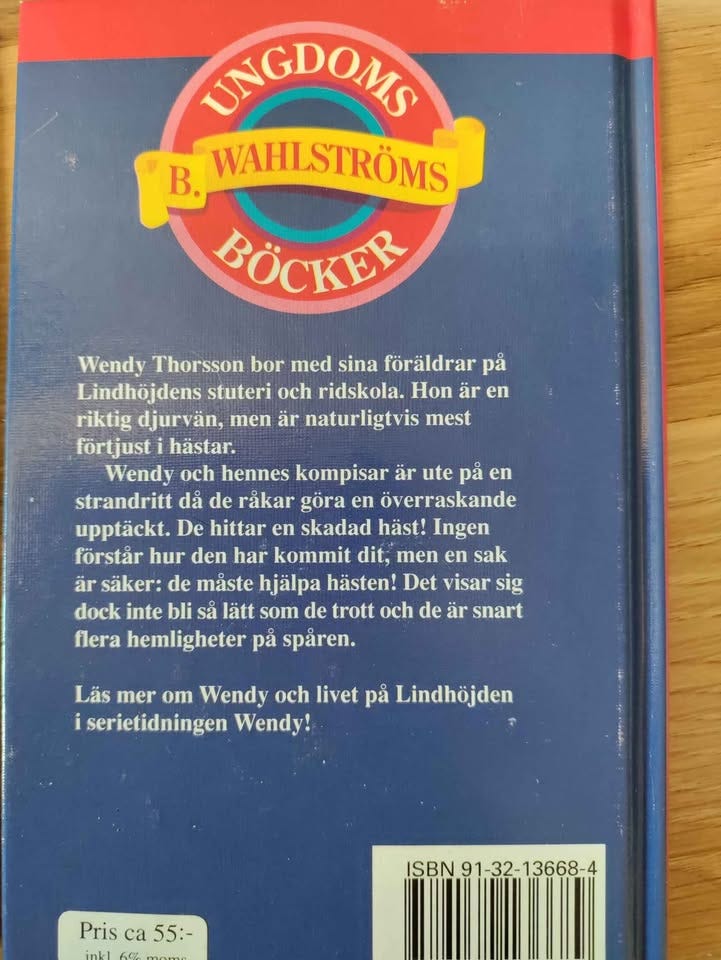 UNGDOMS
B. WAHLSTRÖMS
BÖCKER
Wendy Thorsson bor med sina föräldrar på
Lindhöjdens stuteri och ridskola. Hon är en
riktig djurvän, men är naturligtvis mest
förtjust i hästar.
Wendy och hennes kompisar är ute på en
strandritt då de råkar göra en överraskande
upptäckt. De hittar en skadad häst! Ingen
förstår hur den har kommit dit, men en sak
är säker: de måste hjälpa hästen! Det visar sig
dock inte bli så lätt som de trott och de är snart
flera hemligheter på spåren.
Läs mer om Wendy och livet på Lindhöjden
i serietidningen Wendy!
ISBN 91-32-13668-4
Pris ca 55:-
inkl. 6% moms